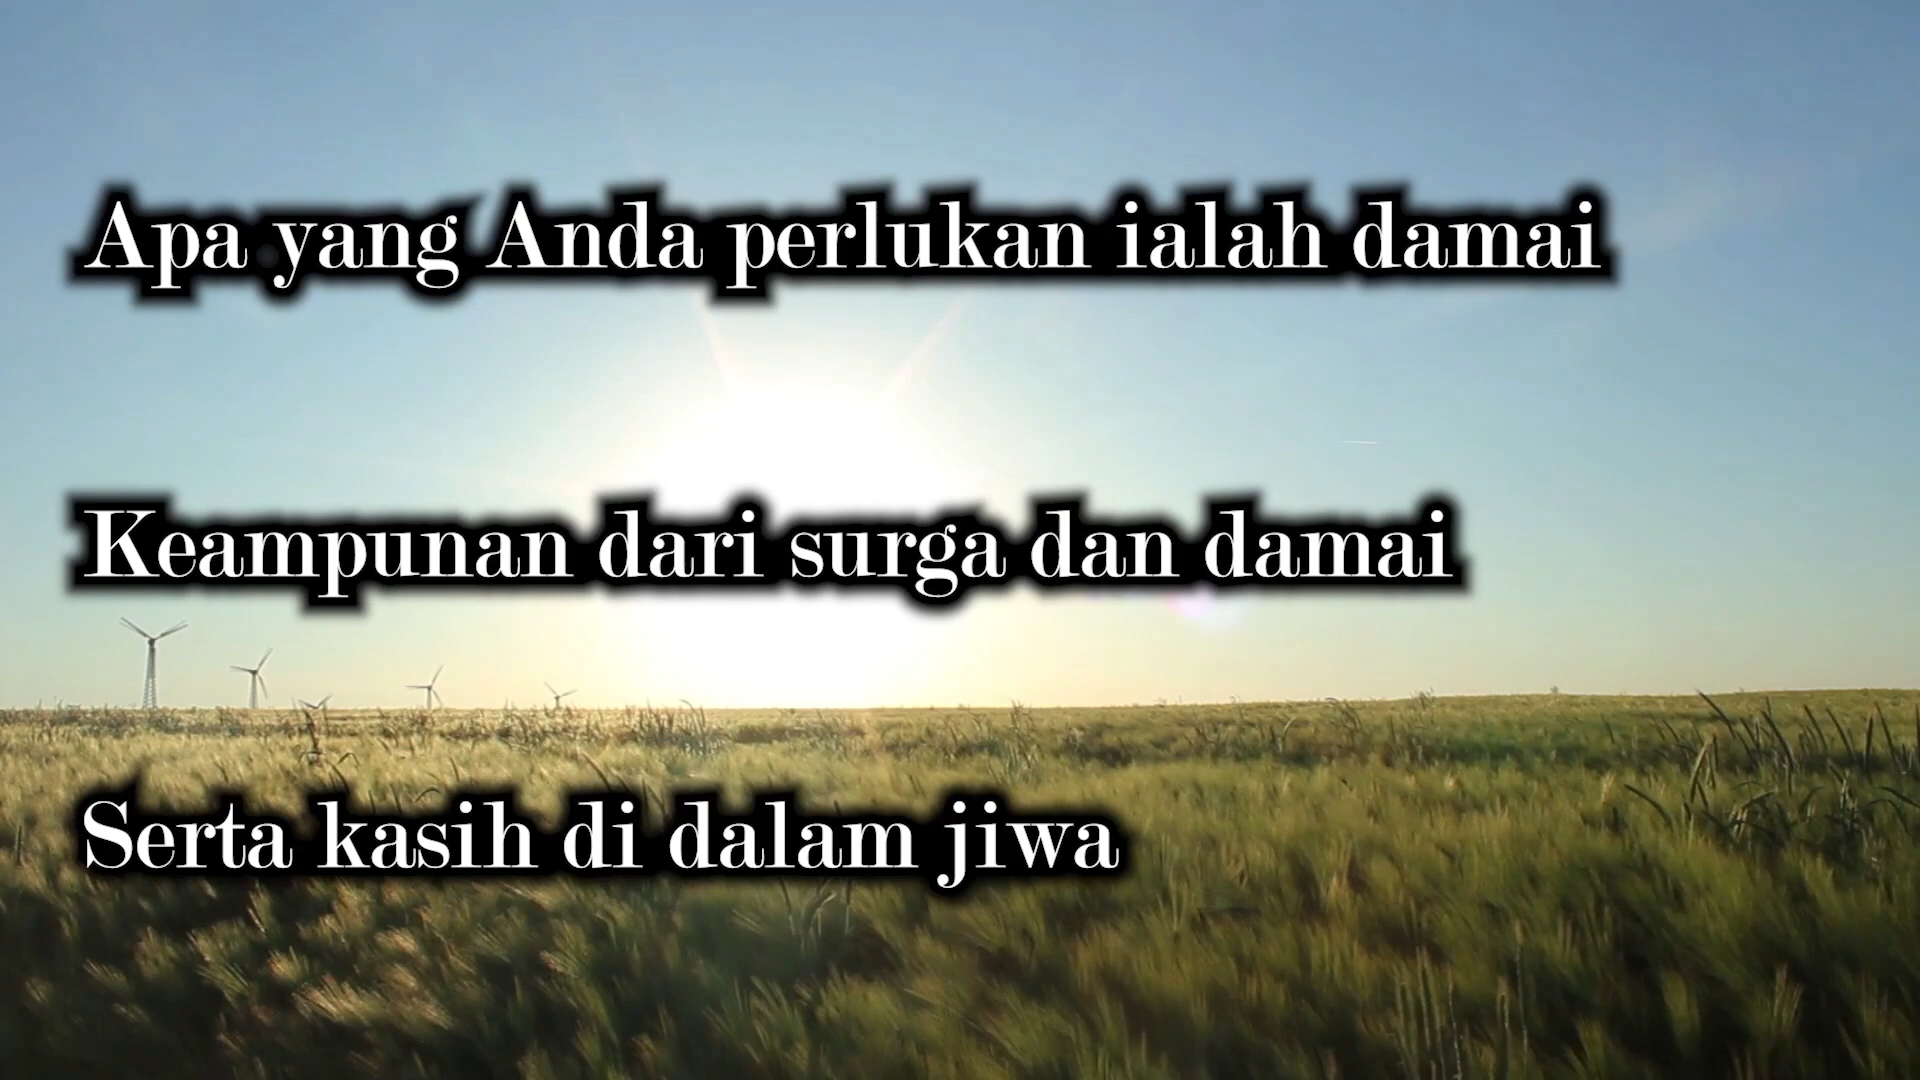 Apa yang Anda perlukan ialah damai
Keampunan dari surga dan damai
Serta kasih di dalam jiwa